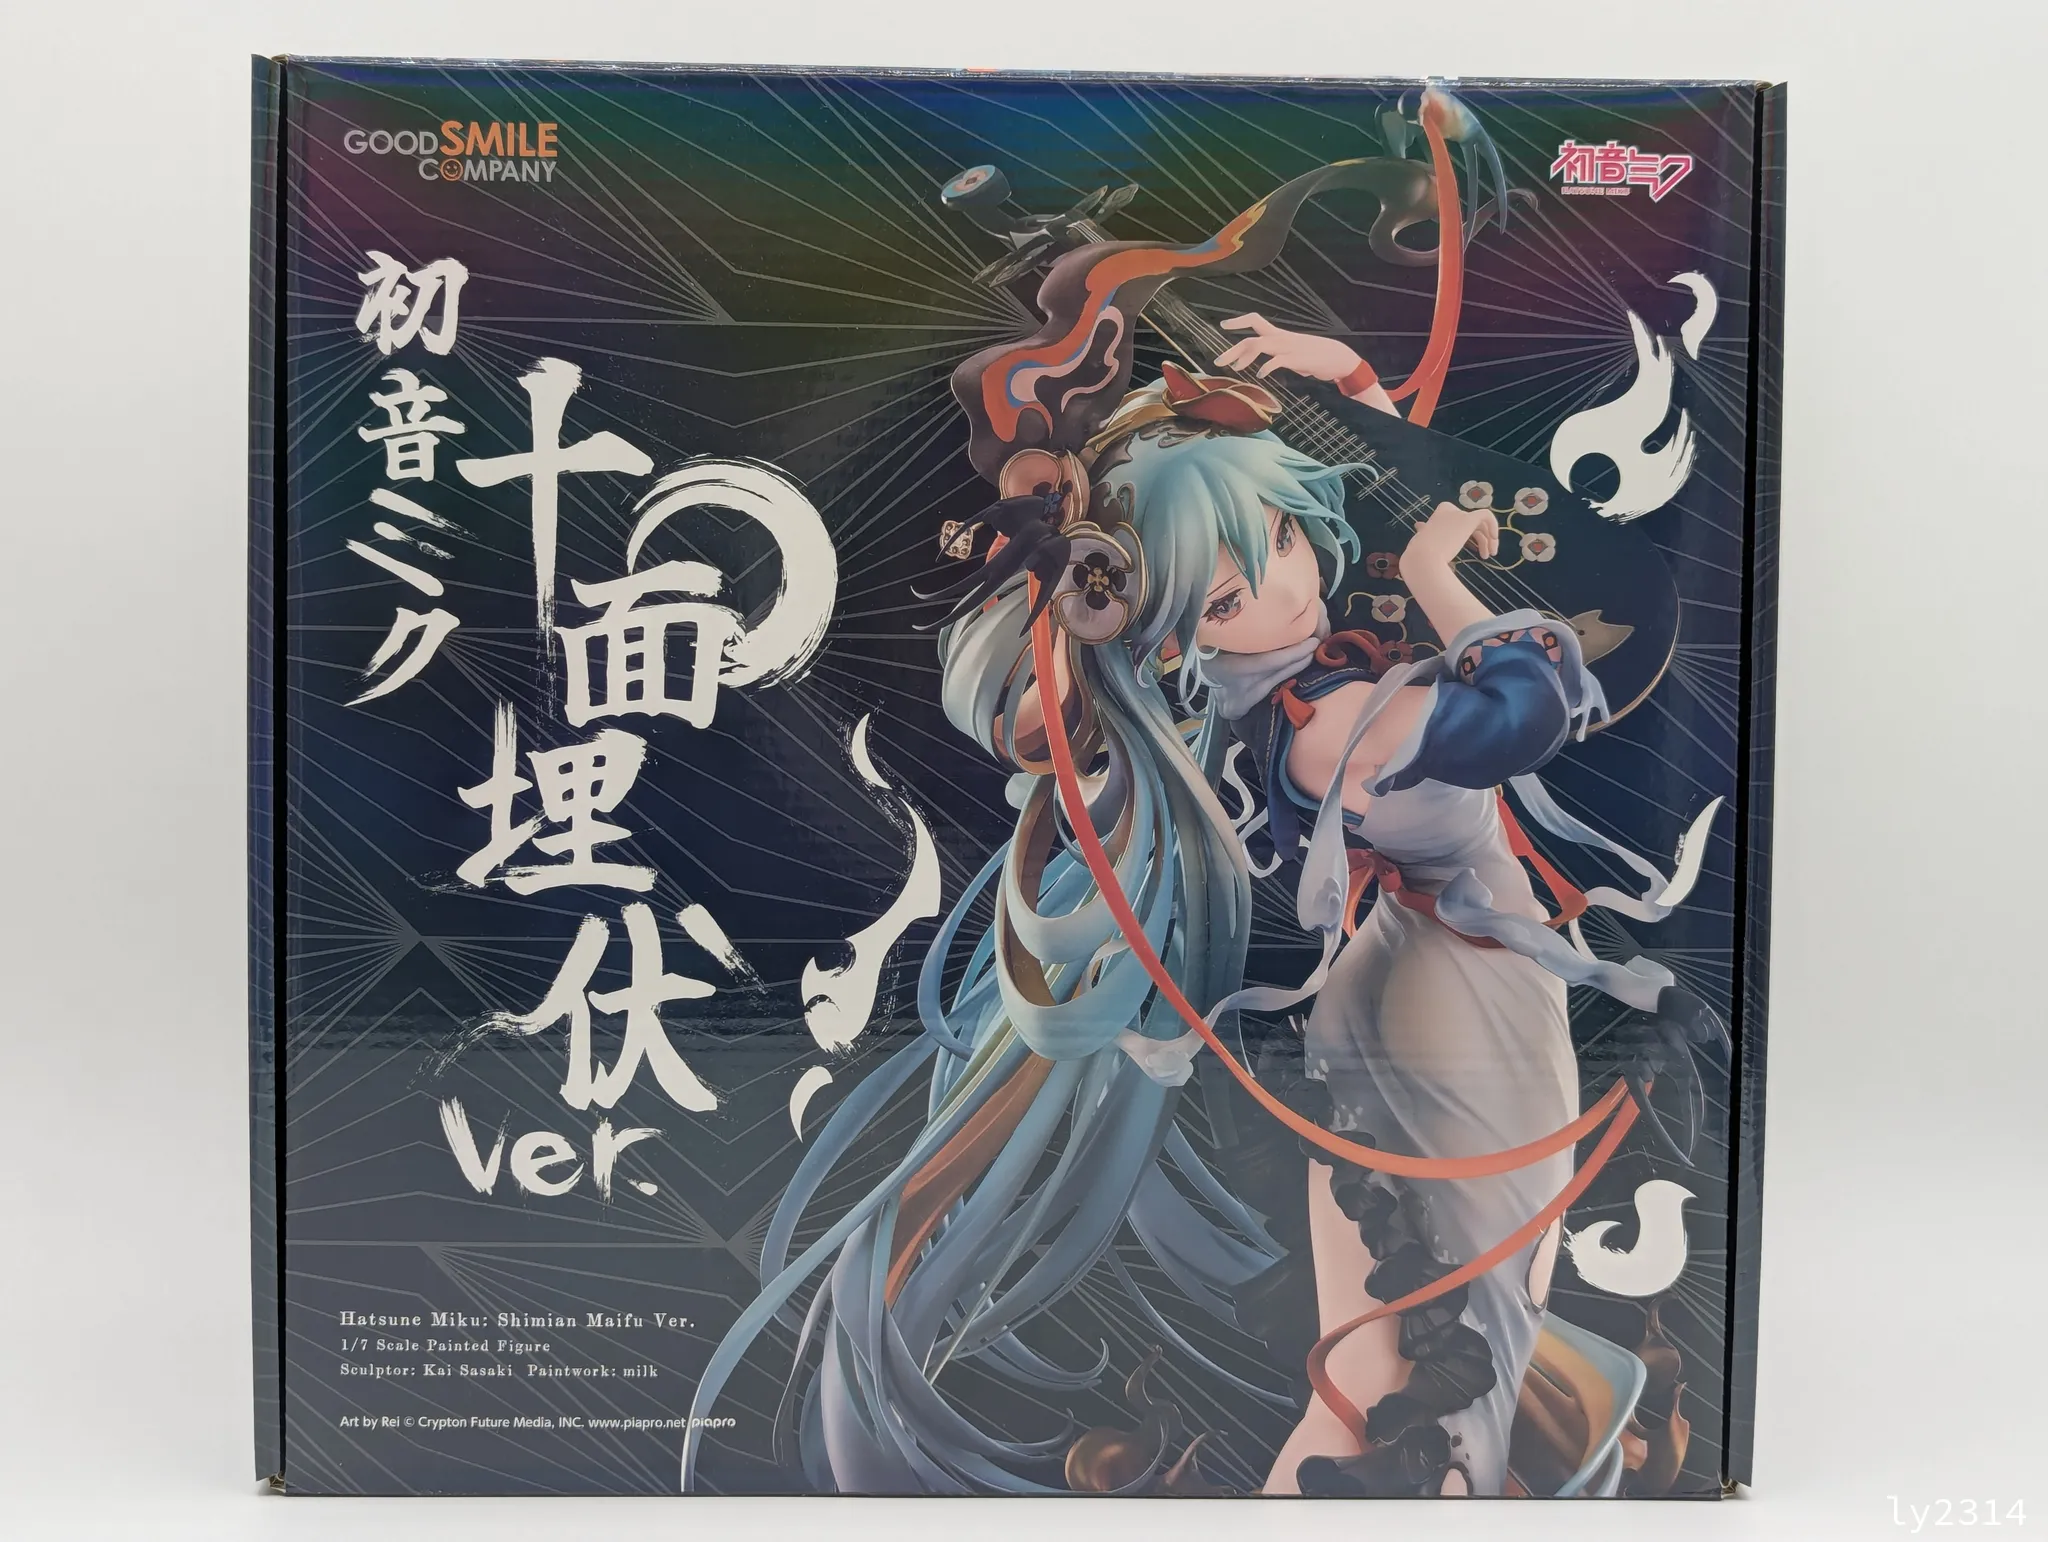 GOOD SMILE
COMPANY
初音ミク
HATSUNE MIKU
初音ミク
十面埋伏
ver.
Hatsune Miku: Shimian Maifu Ver.
1/7 Scale Painted Figure
Sculptor: Kai Sasaki Paintwork: milk
Art by Rei © Crypton Future Media, INC. www.piapro.net piapro
ly2314